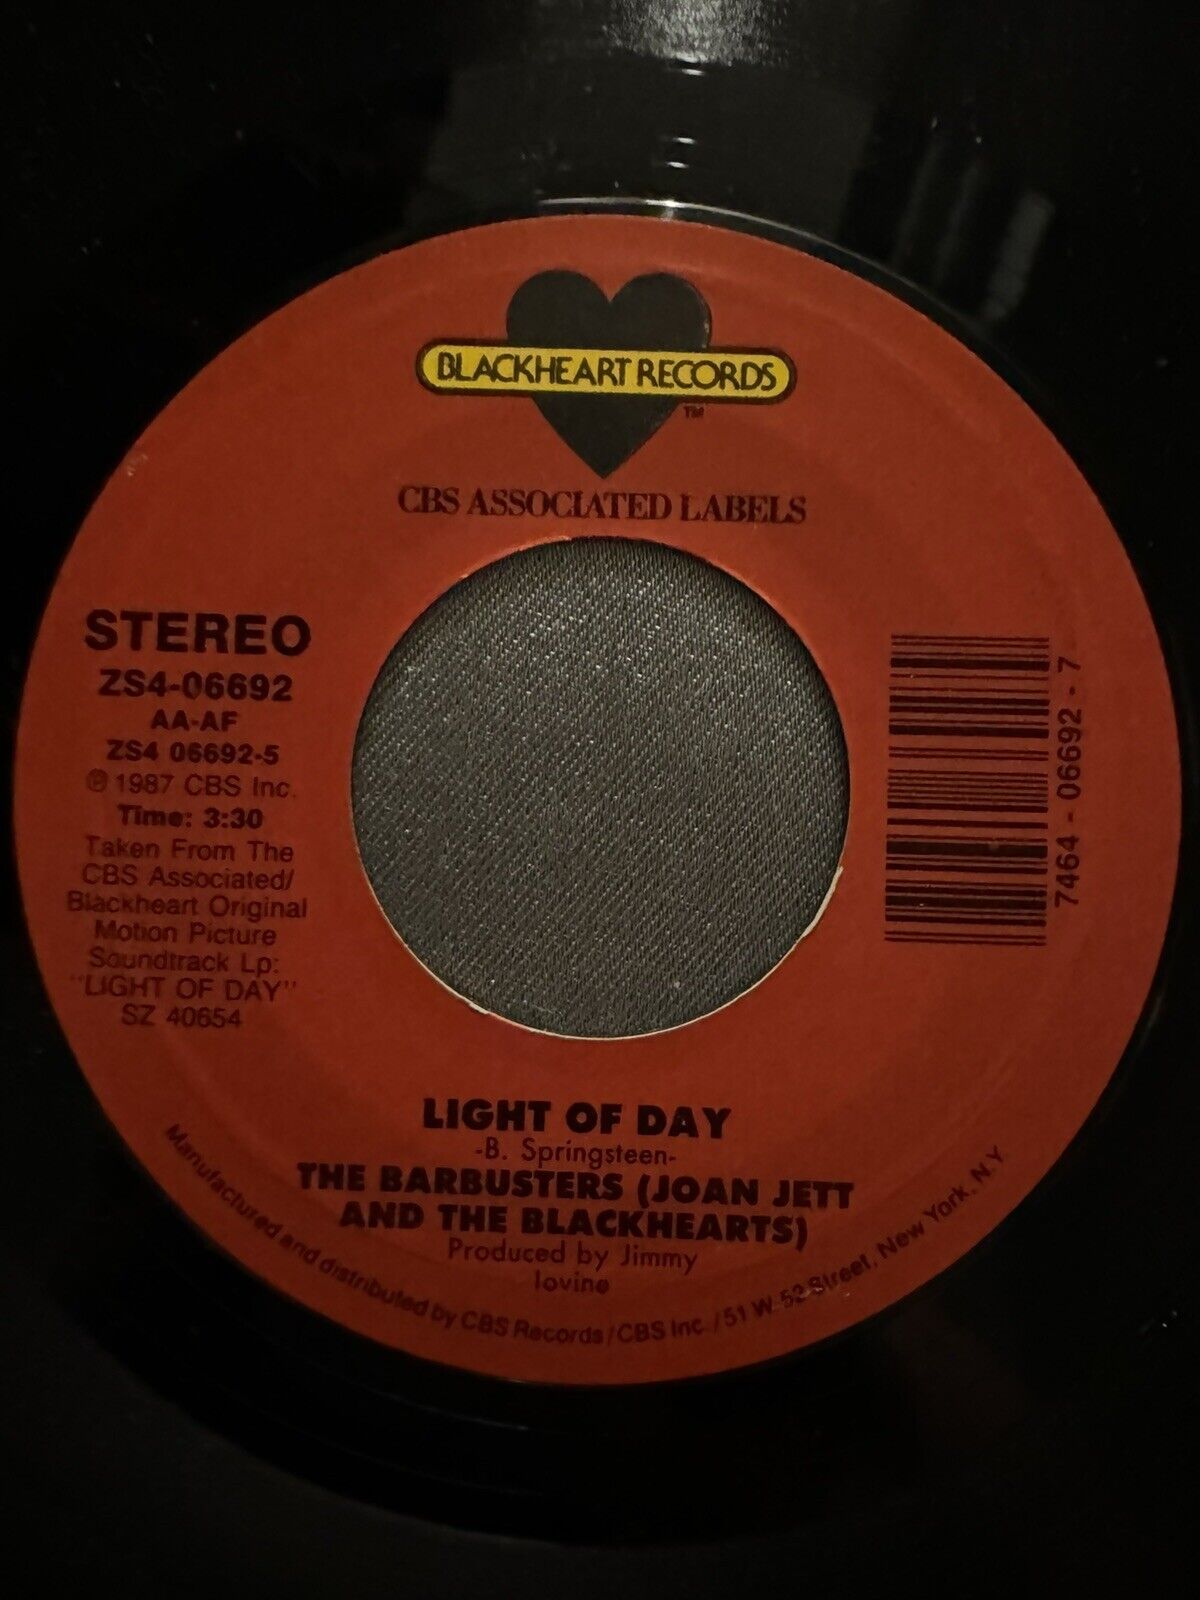 BLACKHEART RECORDS
TM
CBS ASSOCIATED LABELS
STEREO
ZS4-06692
AA-AF
ZS4 06692-5
℗ 1987 CBS Inc.
Time: 3:30
Taken From The
CBS Associated/
Blackheart Original
Motion Picture
Soundtrack Lp:
"LIGHT OF DAY"
SZ 40654
7464-06692-7
LIGHT OF DAY
-B. Springsteen-
THE BARBUSTERS (JOAN JETT
AND THE BLACKHEARTS)
Produced by Jimmy
Iovine
Manufactured and distributed by CBS Records/CBS Inc./51 W. 52 Street, New York, N.Y.